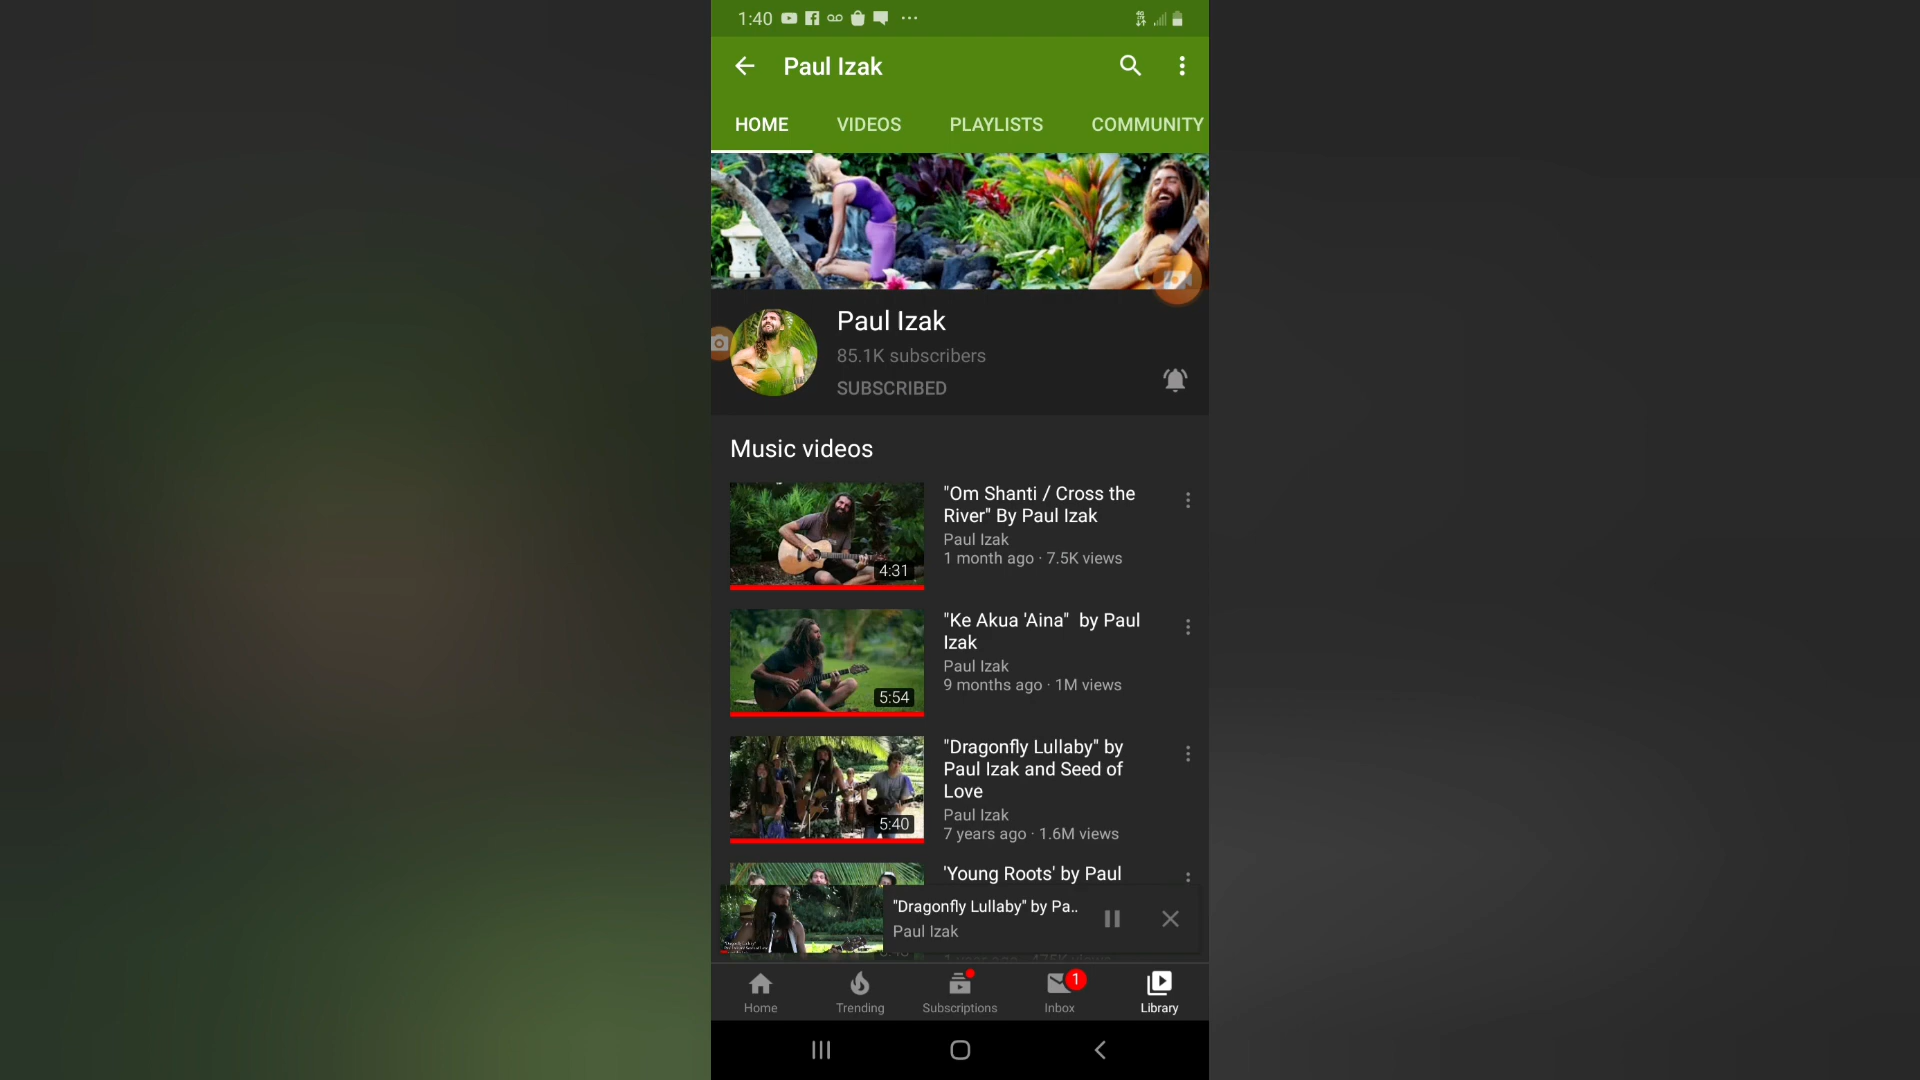 1:40
Paul Izak
HOME VIDEOS PLAYLISTS COMMUNITY
Paul Izak
85.1K subscribers
SUBSCRIBED
Music videos
"Om Shanti / Cross the
River" By Paul Izak
Paul Izak
1 month ago · 7.5K views
4:31
"Ke Akua 'Aina"  by Paul
Izak
Paul Izak
9 months ago · 1M views
5:54
"Dragonfly Lullaby" by
Paul Izak and Seed of
Love
Paul Izak
7 years ago · 1.6M views
5:40
'Young Roots' by Paul
"Dragonfly Lullaby" by Pa..
Paul Izak
1
Home Trending Subscriptions Inbox Library